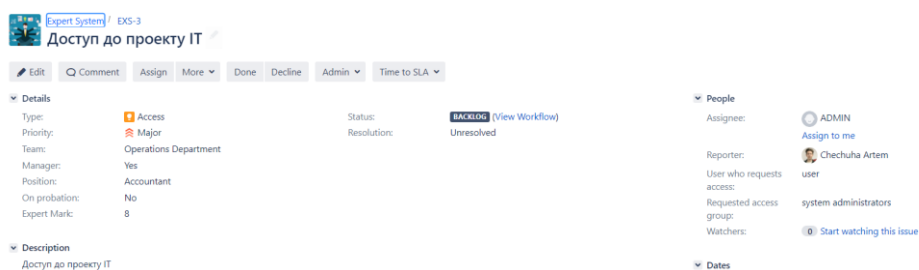 Expert System / EXS-3
Доступ до проекту IT
Edit Comment Assign More Done Decline Admin Time to SLA
Details
Type: Access
Priority: Major
Team: Operations Department
Manager: Yes
Position: Accountant
On probation: No
Expert Mark: 8
Status: BACKLOG (View Workflow)
Resolution: Unresolved
Description
Доступ до проекту IT
People
Assignee: ADMIN
Assign to me
Reporter: Chechuha Artem
User who requests user
access:
Requested access system administrators
group:
Watchers: 0 Start watching this issue
Dates